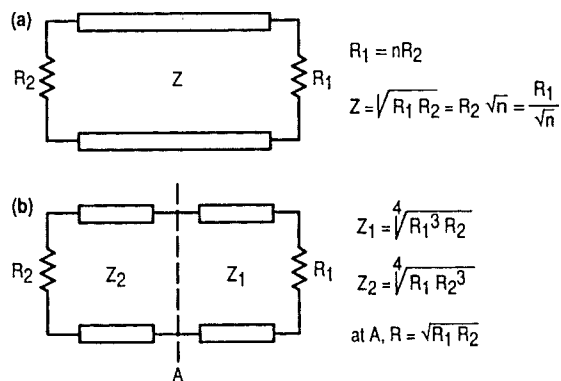 (a)
R₂ Z R₁
R₁ = nR₂
Z = √R₁ R₂ = R₂ √n = R₁/√n
(b)
R₂ Z₂ Z₁ R₁
Z₁ = ⁴√R₁³ R₂
Z₂ = ⁴√R₁ R₂³
at A, R = √R₁ R₂
A